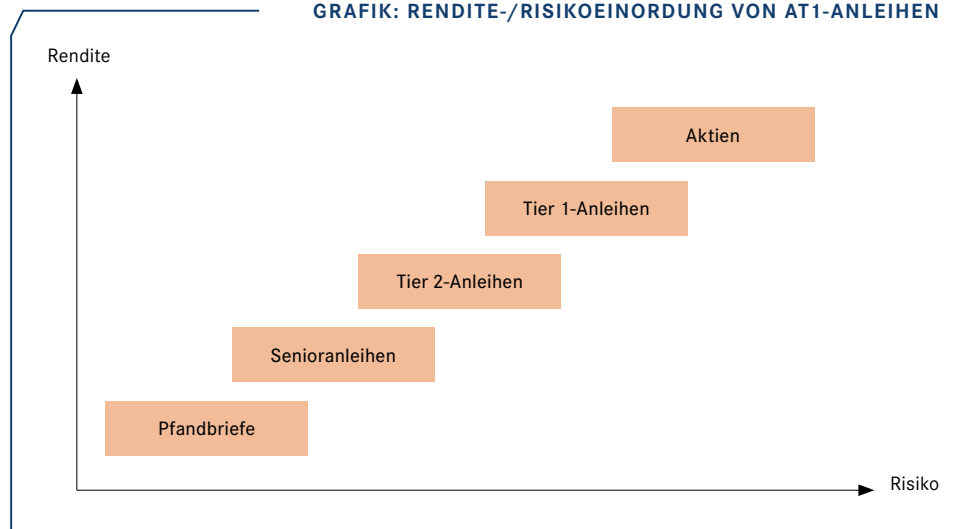 GRAFIK: RENDITE-/RISIKOEINORDUNG VON AT1-ANLEIHEN
Rendite
Aktien
Tier 1-Anleihen
Tier 2-Anleihen
Senioranleihen
Pfandbriefe
Risiko